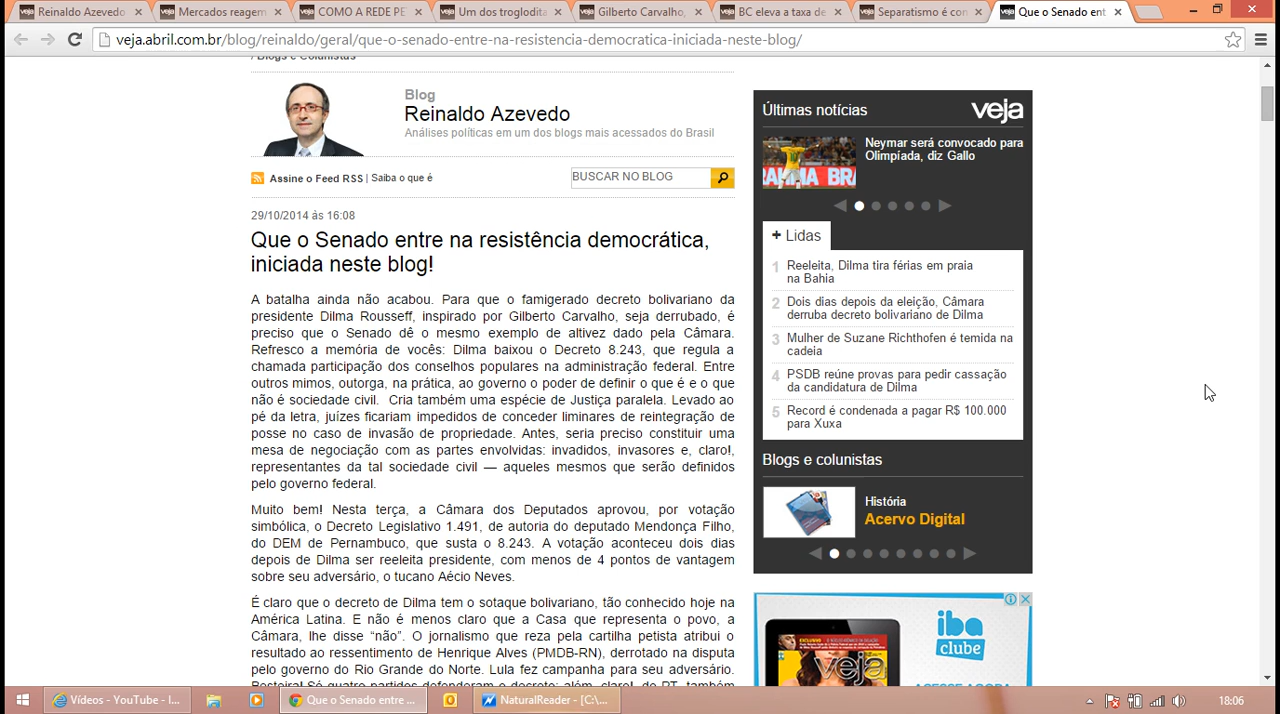 Reinaldo Azevedo
Mercados reagem
COMO A REDE PE
Um dos troglodita
Gilberto Carvalho,
BC eleva a taxa de
Separatismo é con
Que o Senado ent
veja.abril.com.br/blog/reinaldo/geral/que-o-senado-entre-na-resistencia-democratica-iniciada-neste-blog/
/ Blogs e Colunistas
Blog
Reinaldo Azevedo
Análises políticas em um dos blogs mais acessados do Brasil
Assine o Feed RSS | Saiba o que é
BUSCAR NO BLOG
29/10/2014 às 16:08
Que o Senado entre na resistência democrática,
iniciada neste blog!
A batalha ainda não acabou. Para que o famigerado decreto bolivariano da
presidente Dilma Rousseff, inspirado por Gilberto Carvalho, seja derrubado, é
preciso que o Senado dê o mesmo exemplo de altivez dado pela Câmara.
Refresco a memória de vocês: Dilma baixou o Decreto 8.243, que regula a
chamada participação dos conselhos populares na administração federal. Entre
outros mimos, outorga, na prática, ao governo o poder de definir o que é e o que
não é sociedade civil. Cria também uma espécie de Justiça paralela. Levado ao
pé da letra, juízes ficariam impedidos de conceder liminares de reintegração de
posse no caso de invasão de propriedade. Antes, seria preciso constituir uma
mesa de negociação com as partes envolvidas: invadidos, invasores e, claro!,
representantes da tal sociedade civil — aqueles mesmos que serão definidos
pelo governo federal.
Muito bem! Nesta terça, a Câmara dos Deputados aprovou, por votação
simbólica, o Decreto Legislativo 1.491, de autoria do deputado Mendonça Filho,
do DEM de Pernambuco, que susta o 8.243. A votação aconteceu dois dias
depois de Dilma ser reeleita presidente, com menos de 4 pontos de vantagem
sobre seu adversário, o tucano Aécio Neves.
É claro que o decreto de Dilma tem o sotaque bolivariano, tão conhecido hoje na
América Latina. E não é menos claro que a Casa que representa o povo, a
Câmara, lhe disse “não”. O jornalismo que reza pela cartilha petista atribui o
resultado ao ressentimento de Henrique Alves (PMDB-RN), derrotado na disputa
pelo governo do Rio Grande do Norte. Lula fez campanha para seu adversário.
Besteira! Só quatro partidos defenderam o decreto: além, claro!, do PT, também
Últimas notícias
veja
Neymar será convocado para
Olimpíada, diz Gallo
+ Lidas
1 Reeleita, Dilma tira férias em praia
na Bahia
2 Dois dias depois da eleição, Câmara
derruba decreto bolivariano de Dilma
3 Mulher de Suzane Richthofen é temida na
cadeia
4 PSDB reúne provas para pedir cassação
da candidatura de Dilma
5 Record é condenada a pagar R$ 100.000
para Xuxa
Blogs e colunistas
História
Acervo Digital
iba
clube
veja
Vídeos - YouTube - I...
Que o Senado entre ...
NaturalReader - [C:\...
18:06